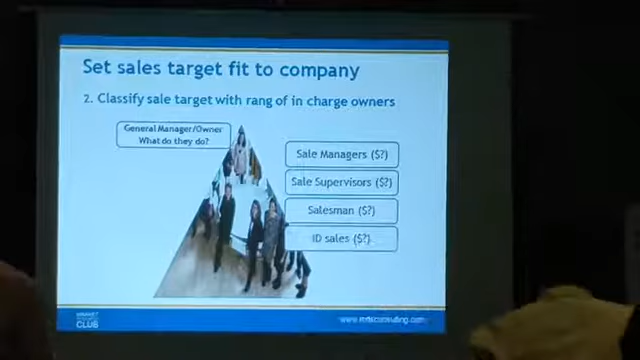 Set sales target fit to company
2. Classify sale target with rang of in charge owners
General Manager/Owner
What do they do?
Sale Managers ($?)
Sale Supervisors ($?)
Salesman ($?)
ID sales ($?)
CLUB